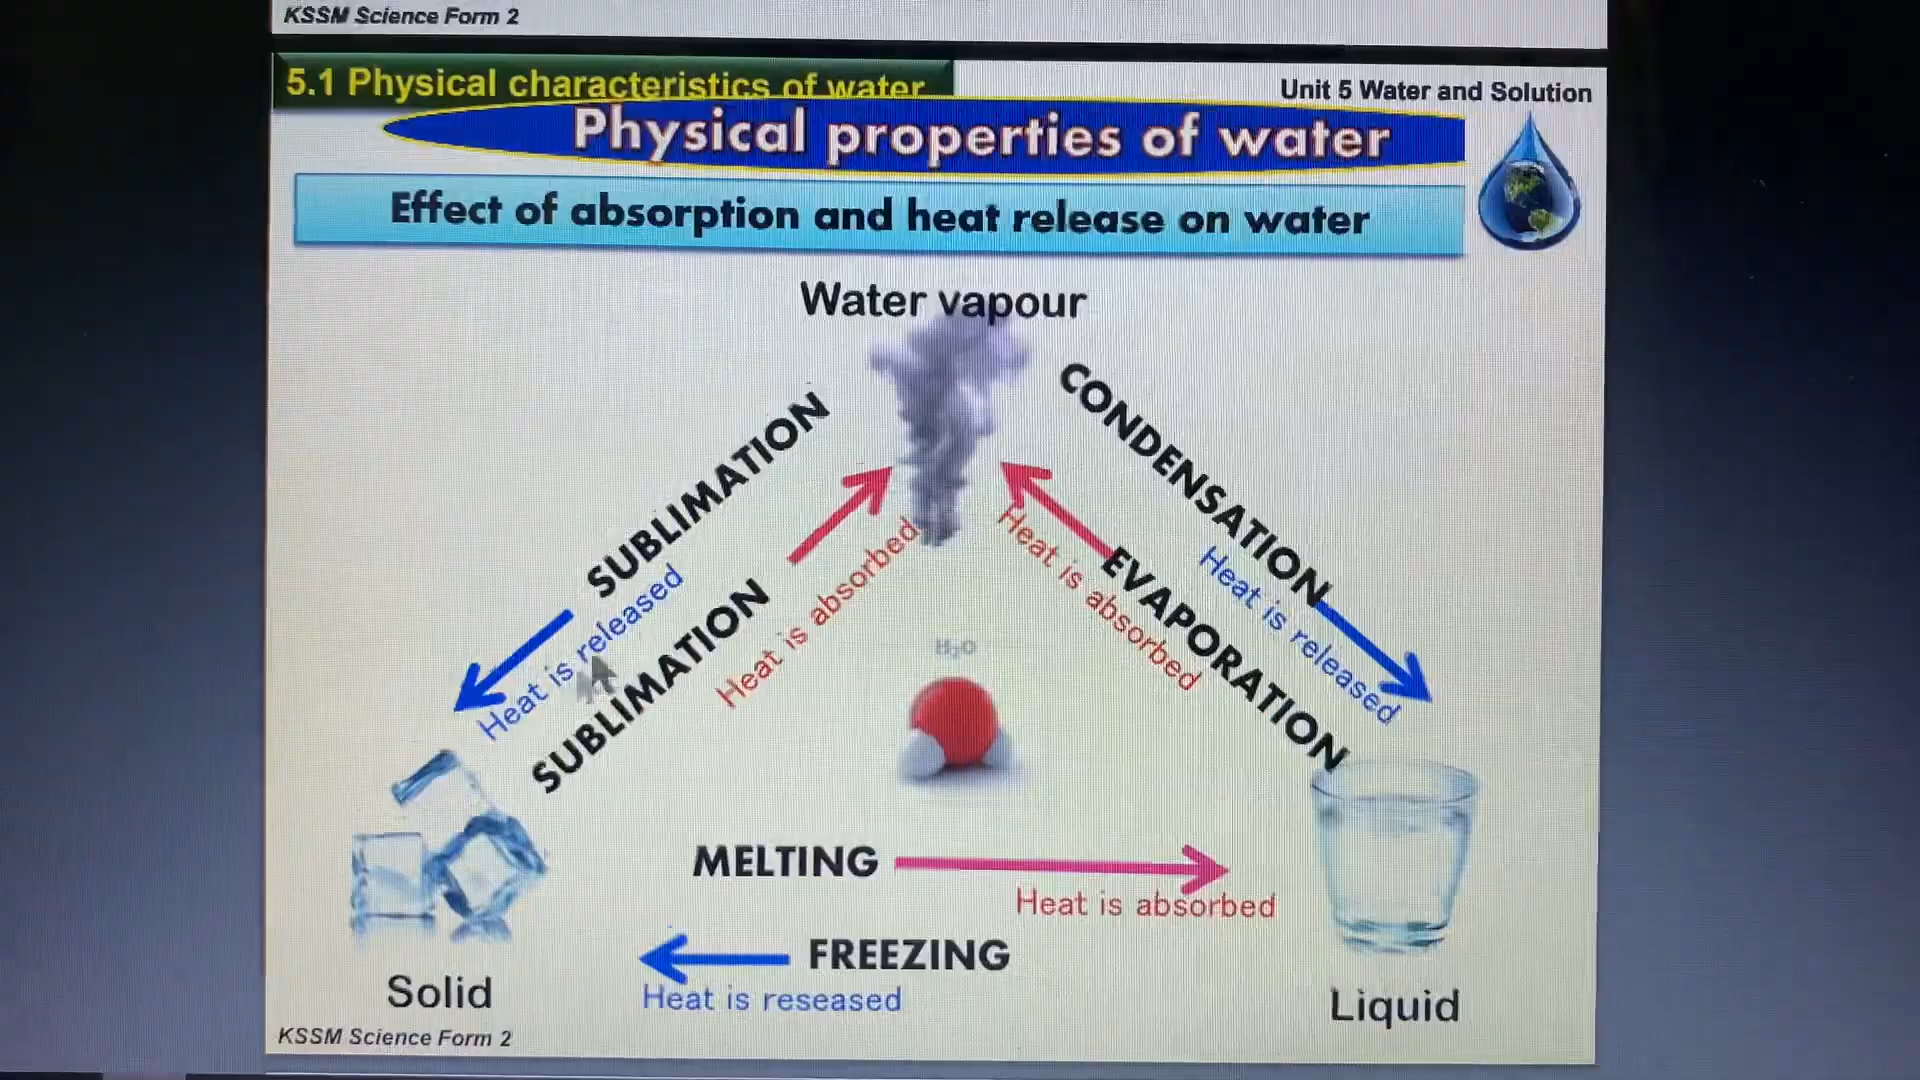 KSSM Science Form 2
5.1 Physical characteristics of water
Unit 5 Water and Solution
Physical properties of water
Effect of absorption and heat release on water
Water vapour
SUBLIMATION
Heat is released
SUBLIMATION
Heat is absorbed
CONDENSATION
Heat is released
EVAPORATION
Heat is absorbed
H₂O
MELTING
Heat is absorbed
FREEZING
Heat is reseased
Solid
Liquid
KSSM Science Form 2